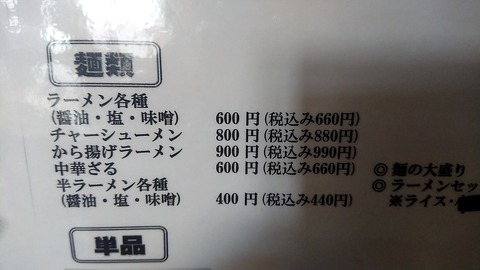 麺類
ラーメン各種
(醤油・塩・味噌) 600円(税込み660円)
チャーシューメン 800円(税込み880円)
から揚げラーメン 900円(税込み990円)
中華ざる 600円(税込み660円) ◎麺の大盛り
半ラーメン各種 ◎ラーメンセッ
(醤油・塩・味噌) 400円(税込み440円) ※ライス・
単品